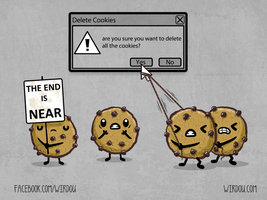 Delete Cookies
are you sure you want to delete
all the cookies?
Yes
No
THE END
IS
NEAR
FACEBOOK.COM/WIRDOU
WIRDOU.COM